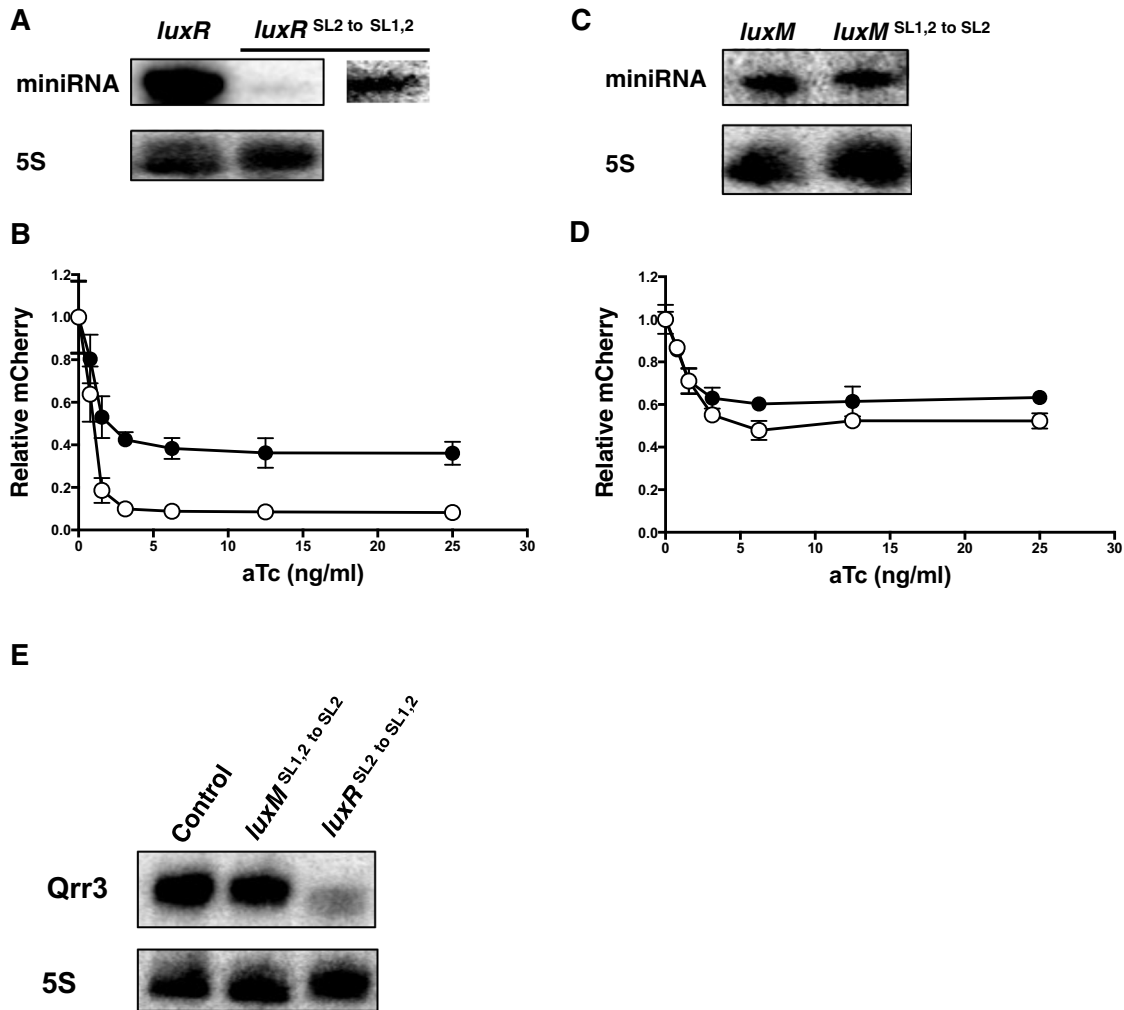 A
luxR luxR SL2 to SL1,2
miniRNA
5S
C
luxM luxM SL1,2 to SL2
miniRNA
5S
B
Relative mCherry
1.2
1.0
0.8
0.6
0.4
0.2
0.0
0 5 10 15 20 25 30
aTc (ng/ml)
D
Relative mCherry
1.2
1.0
0.8
0.6
0.4
0.2
0.0
0 5 10 15 20 25 30
aTc (ng/ml)
E
Control
luxM SL1,2 to SL2
luxR SL2 to SL1,2
Qrr3
5S